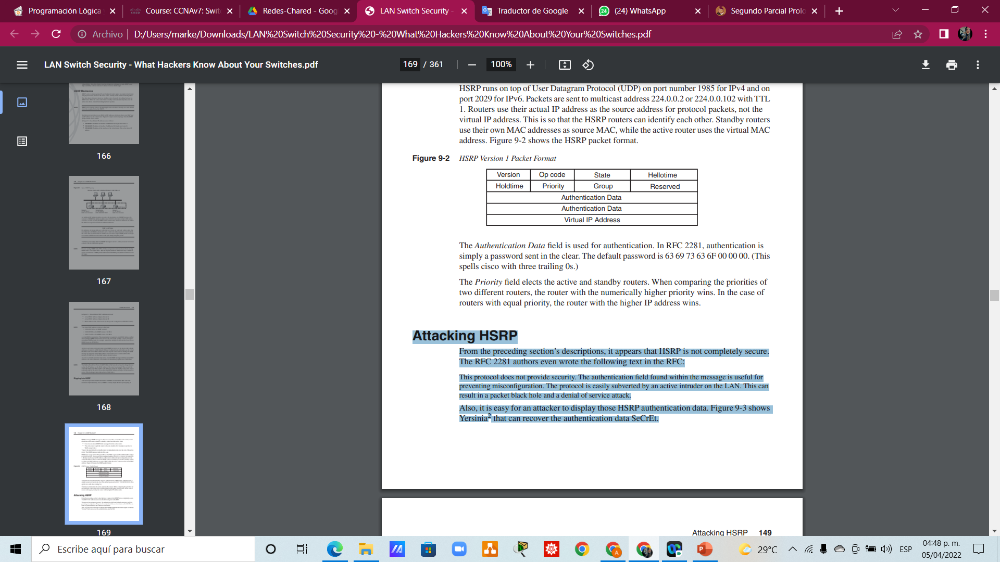 Programación Lógica
Course: CCNAv7: Swit
Redes-Chared - Goog
LAN Switch Security -
Traductor de Google
(24) WhatsApp
Segundo Parcial Prolo
Archivo
D:/Users/marke/Downloads/LAN%20Switch%20Security%20-%20What%20Hackers%20Know%20About%20Your%20Switches.pdf
LAN Switch Security - What Hackers Know About Your Switches.pdf
169 / 361
100%
166
167
168
169
HSRP runs on top of User Datagram Protocol (UDP) on port number 1985 for IPv4 and on
port 2029 for IPv6. Packets are sent to multicast address 224.0.0.2 or 224.0.0.102 with TTL
1. Routers use their actual IP address as the source address for protocol packets, not the
virtual IP address. This is so that the HSRP routers can identify each other. Standby routers
use their own MAC addresses as source MAC, while the active router uses the virtual MAC
address. Figure 9-2 shows the HSRP packet format.
Figure 9-2 HSRP Version 1 Packet Format
Version Op code State Hellotime
Holdtime Priority Group Reserved
Authentication Data
Authentication Data
Virtual IP Address
The Authentication Data field is used for authentication. In RFC 2281, authentication is
simply a password sent in the clear. The default password is 63 69 73 63 6F 00 00 00. (This
spells cisco with three trailing 0s.)
The Priority field elects the active and standby routers. When comparing the priorities of
two different routers, the router with the numerically higher priority wins. In the case of
routers with equal priority, the router with the higher IP address wins.
Attacking HSRP
From the preceding section's descriptions, it appears that HSRP is not completely secure.
The RFC 2281 authors even wrote the following text in the RFC:
This protocol does not provide security. The authentication field found within the message is useful for
preventing misconfiguration. The protocol is easily subverted by an active intruder on the LAN. This can
result in a packet black hole and a denial of service attack.
Also, it is easy for an attacker to display those HSRP authentication data. Figure 9-3 shows
Yersinia2 that can recover the authentication data SeCrEt.
Attacking HSRP 149
Escribe aquí para buscar
29°C
ESP
04:48 p. m.
05/04/2022